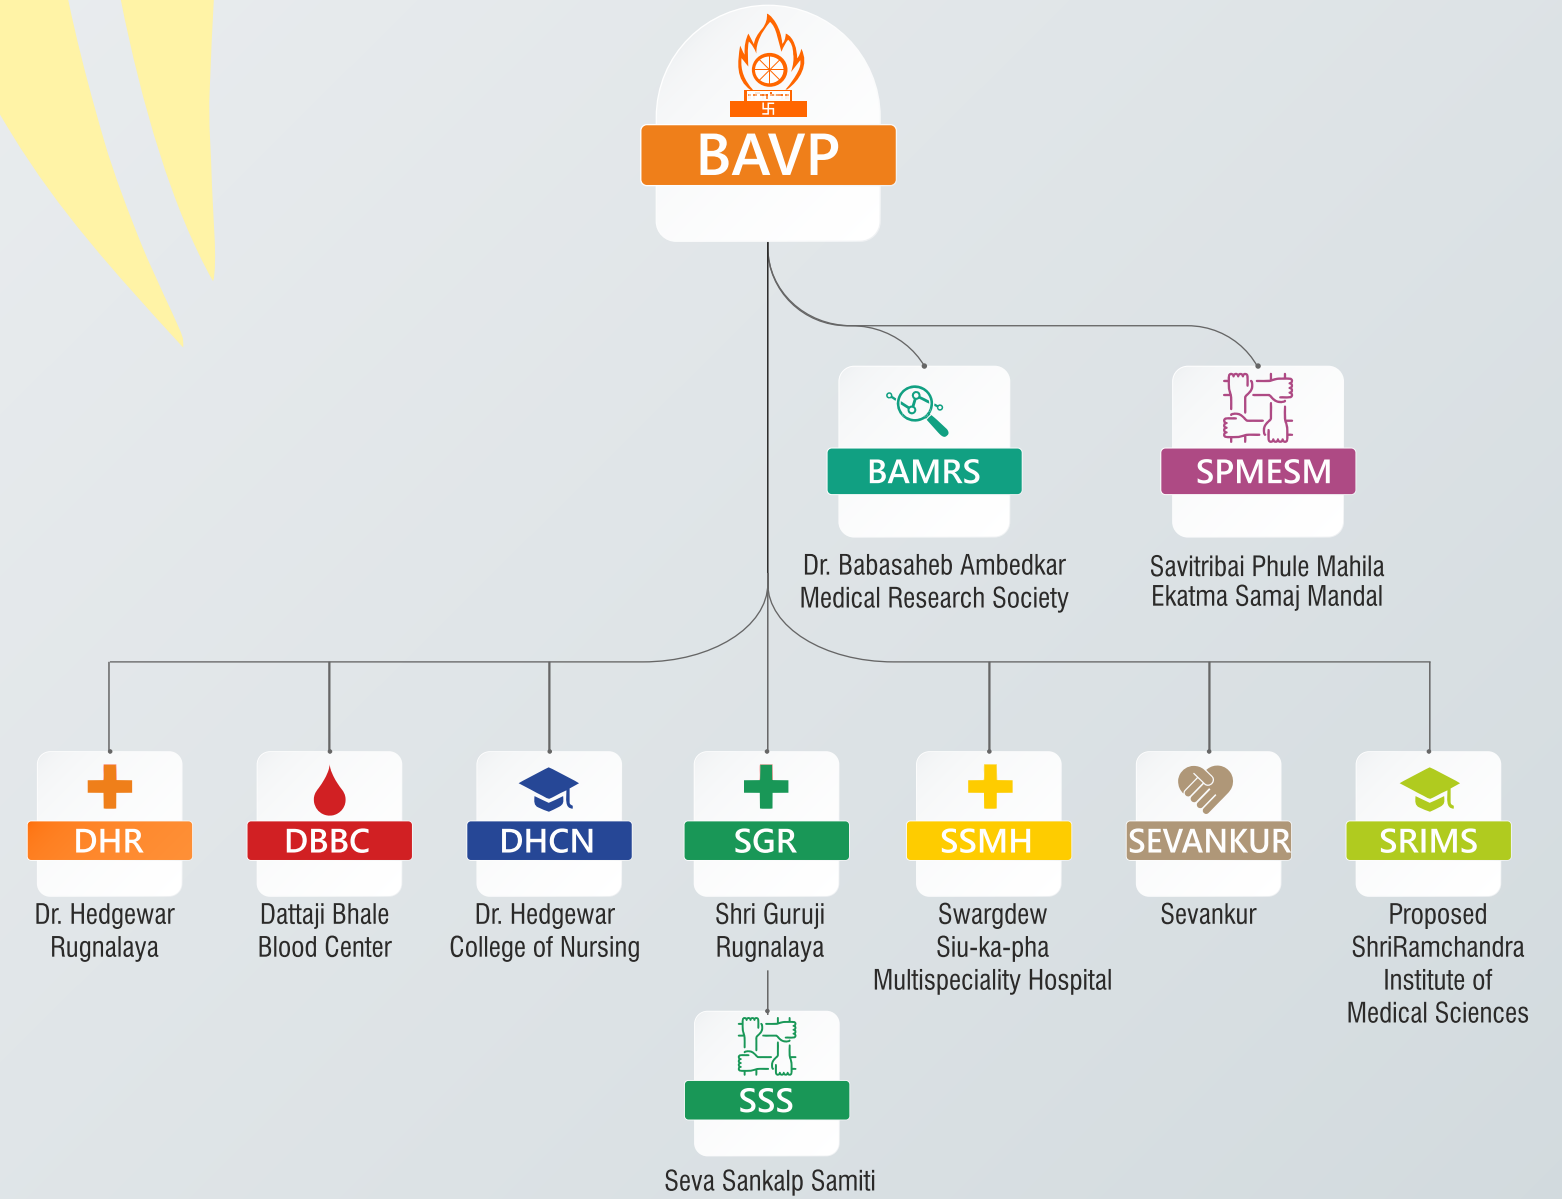 BAVP
BAMRS
Dr. Babasaheb Ambedkar
Medical Research Society
SPMESM
Savitribai Phule Mahila
Ekatma Samaj Mandal
DHR
Dr. Hedgewar
Rugnalaya
DBBC
Dattaji Bhale
Blood Center
DHCN
Dr. Hedgewar
College of Nursing
SGR
Shri Guruji
Rugnalaya
SSMH
Swargdew
Siu-ka-pha
Multispeciality Hospital
SEVANKUR
Sevankur
SRIMS
Proposed
ShriRamchandra
Institute of
Medical Sciences
SSS
Seva Sankalp Samiti